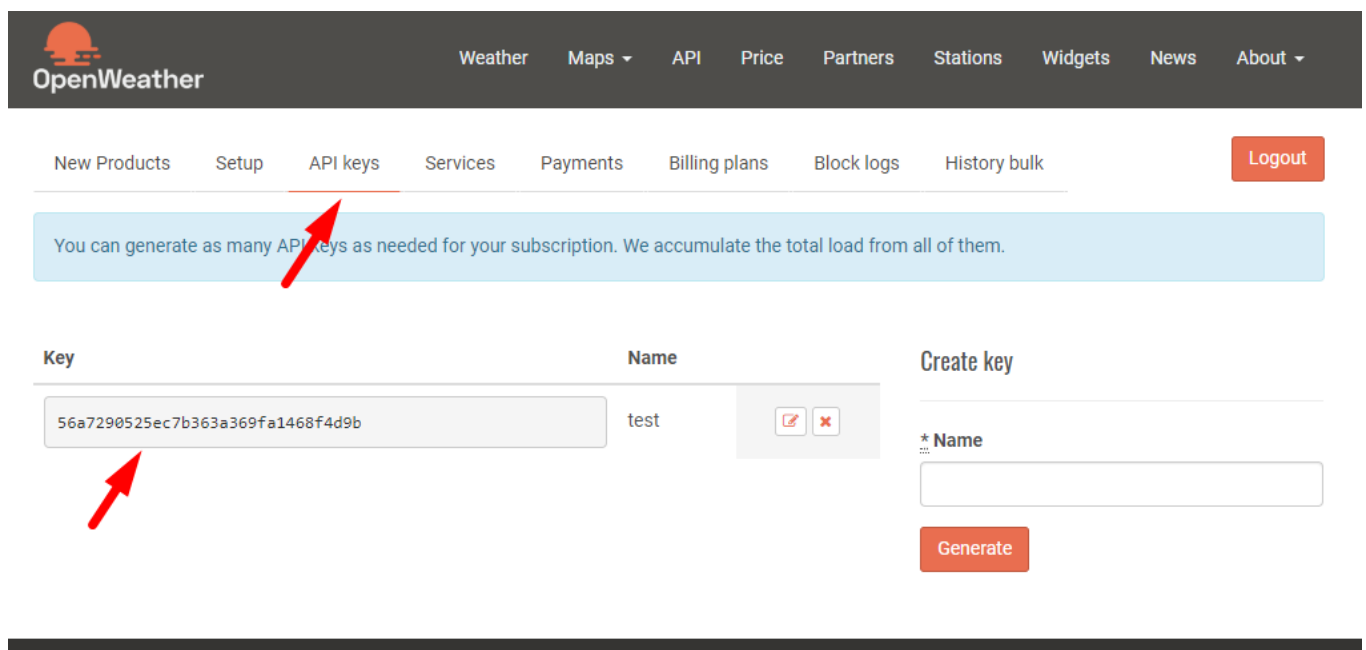 OpenWeather
Weather Maps API Price Partners Stations Widgets News About
New Products Setup API keys Services Payments Billing plans Block logs History bulk Logout
You can generate as many API keys as needed for your subscription. We accumulate the total load from all of them.
Key Name Create key
56a7290525ec7b363a369fa1468f4d9b test
* Name
Generate